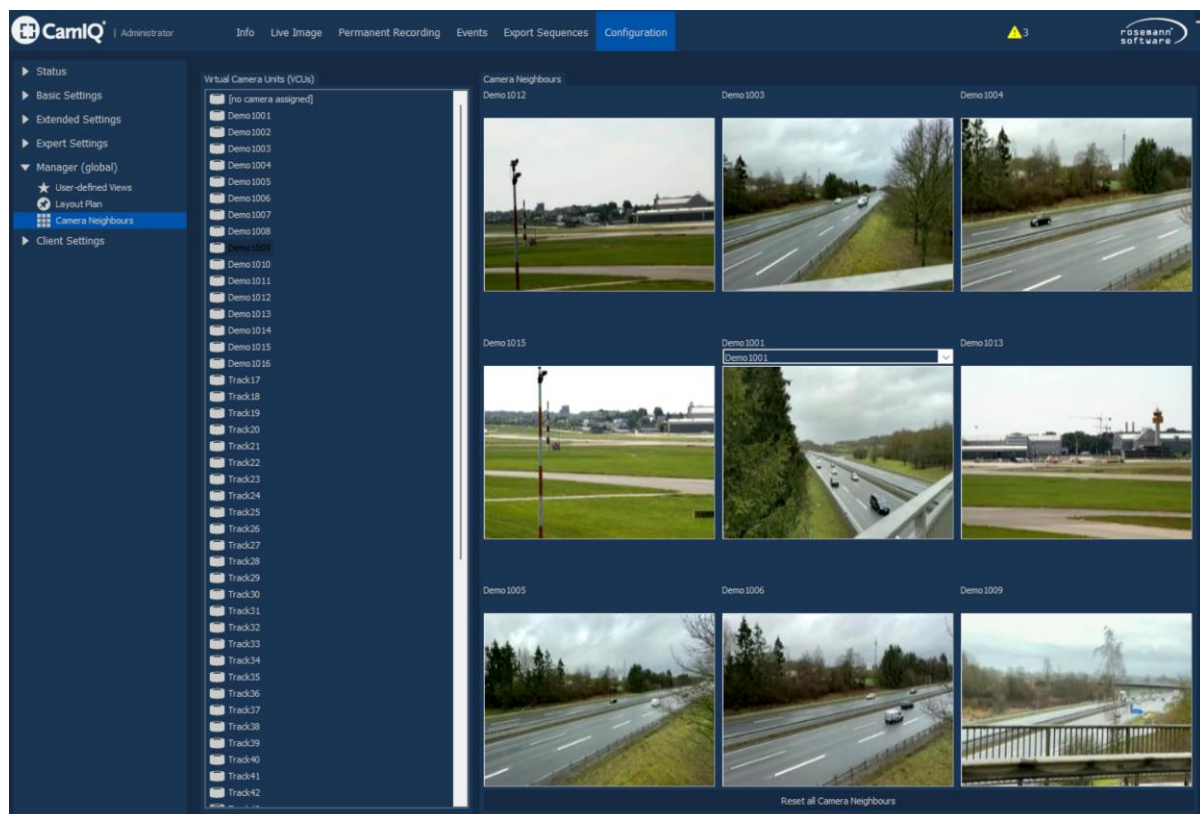 CamIQ | Administrator
Info Live Image Permanent Recording Events Export Sequences Configuration
3
rosemann software
Status
Basic Settings
Extended Settings
Expert Settings
Manager (global)
User-defined Views
Layout Plan
Camera Neighbours
Client Settings
Virtual Camera Units (VCUs)
[no camera assigned]
Demo1001
Demo1002
Demo1003
Demo1004
Demo1005
Demo1006
Demo1007
Demo1008
Demo1009
Demo1010
Demo1011
Demo1012
Demo1013
Demo1014
Demo1015
Demo1016
Track17
Track18
Track19
Track20
Track21
Track22
Track23
Track24
Track25
Track26
Track27
Track28
Track29
Track30
Track31
Track32
Track33
Track34
Track35
Track36
Track37
Track38
Track39
Track40
Track41
Track42
Camera Neighbours
Demo1012 Demo1003 Demo1004
Demo1015 Demo1001 Demo1013
Demo1001
Demo1005 Demo1006 Demo1009
Reset all Camera Neighbours